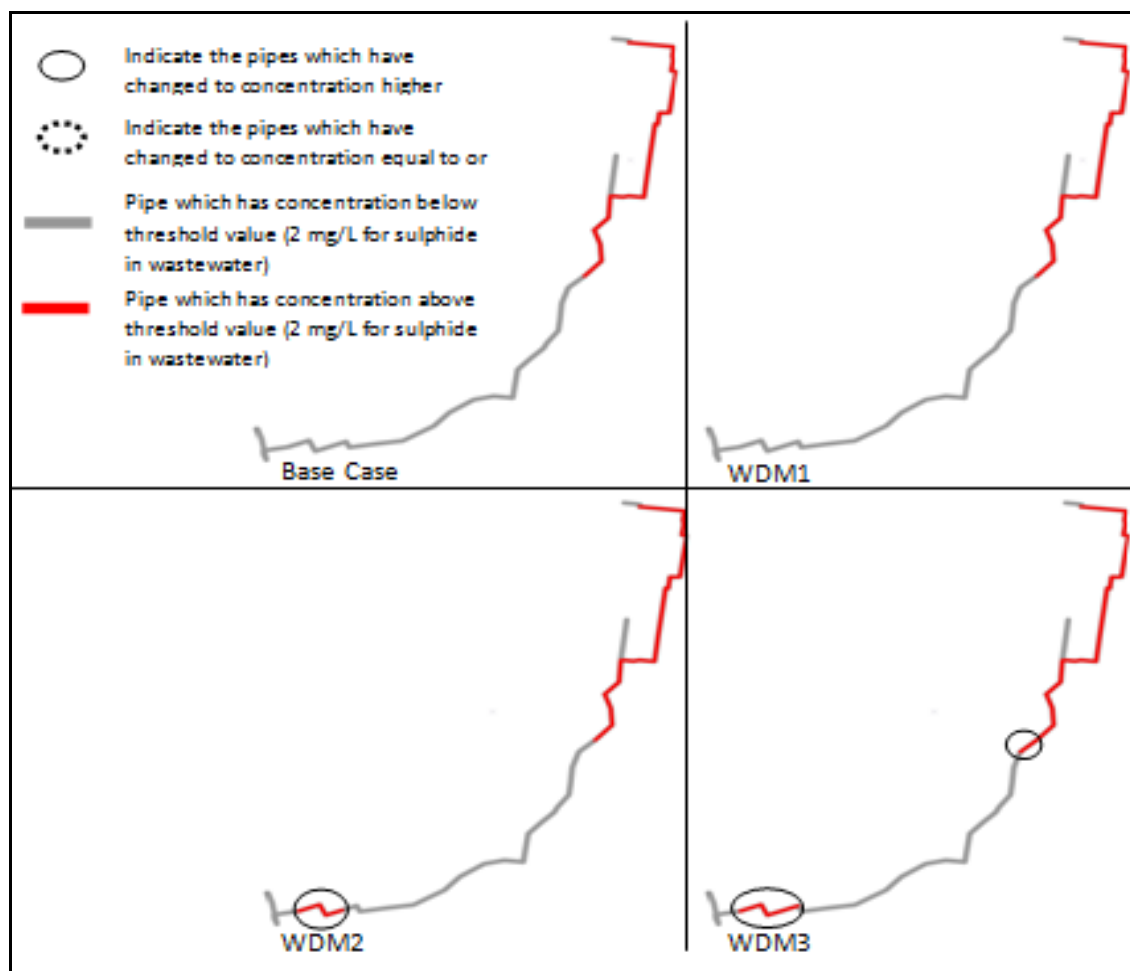 Indicate the pipes which have
changed to concentration higher
Indicate the pipes which have
changed to concentration equal to or
Pipe which has concentration below
threshold value (2 mg/L for sulphide
in wastewater)
Pipe which has concentration above
threshold value (2 mg/L for sulphide
in wastewater)
Base Case
WDM1
WDM2
WDM3